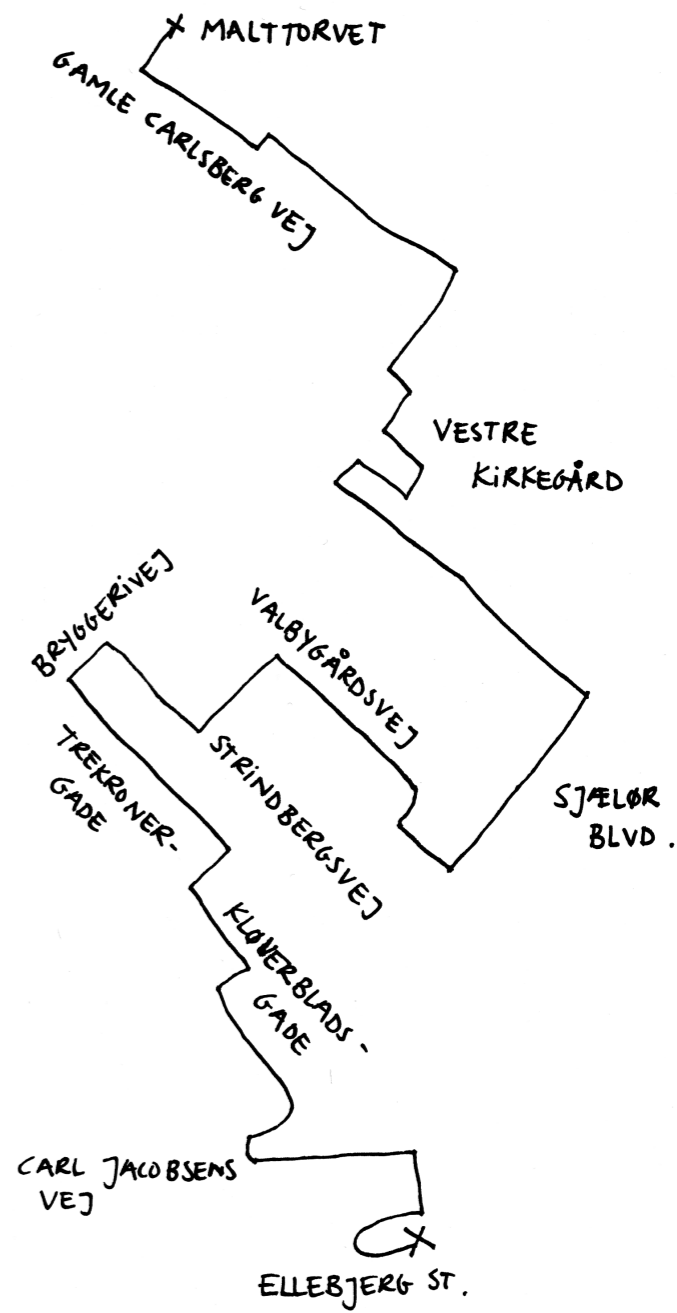 MALTTORVET
GAMLE CARLSBERG VEJ
VESTRE
KIRKEGÅRD
BRYGGERIVEJ
VALBYGÅRDSVEJ
STRINDBERGSVEJ
TREKRONER-
GADE
SJÆLØR
BLVD.
KLØVERBLADS-
GADE
CARL JACOBSENS
VEJ
ELLEBJERG ST.